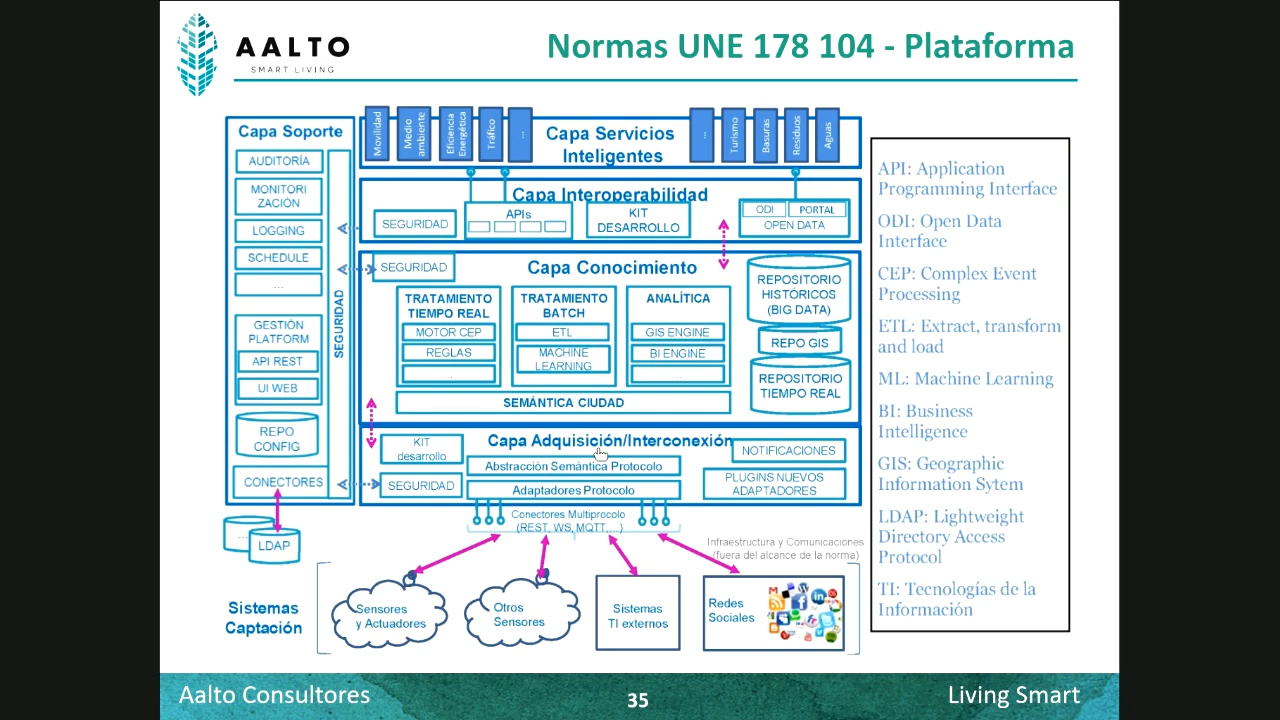 AALTO
SMART LIVING
Normas UNE 178 104 - Plataforma
Capa Soporte
AUDITORÍA
MONITORI
ZACIÓN
LOGGING
SCHEDULE
...
GESTIÓN
PLATFORM
API REST
UI WEB
REPO
CONFIG
CONECTORES
SEGURIDAD
...
LDAP
Movilidad
Medio
ambiente
Eficiencia
Energética
Tráfico
...
Capa Servicios
Inteligentes
...
Turismo
Basuras
Residuos
Aguas
Capa Interoperabilidad
SEGURIDAD
APIs
KIT
DESARROLLO
ODI
PORTAL
OPEN DATA
SEGURIDAD
Capa Conocimiento
TRATAMIENTO
TIEMPO REAL
MOTOR CEP
REGLAS
...
TRATAMIENTO
BATCH
ETL
MACHINE
LEARNING
ANALÍTICA
GIS ENGINE
BI ENGINE
...
REPOSITORIO
HISTÓRICOS
(BIG DATA)
REPO GIS
REPOSITORIO
TIEMPO REAL
SEMÁNTICA CIUDAD
KIT
desarrollo
SEGURIDAD
Capa Adquisición/Interconexión
Abstracción Semántica Protocolo
Adaptadores Protocolo
NOTIFICACIONES
PLUGINS NUEVOS
ADAPTADORES
Conectores Multiprocolo
(REST, WS, MQTT,...)
Infraestructura y Comunicaciones
(fuera del alcance de la norma)
Sistemas
Captación
Sensores
y Actuadores
Otros
Sensores
Sistemas
TI externos
Redes
Sociales
API: Application
Programming Interface
ODI: Open Data
Interface
CEP: Complex Event
Processing
ETL: Extract, transform
and load
ML: Machine Learning
BI: Business
Intelligence
GIS: Geographic
Information Sytem
LDAP: Lightweight
Directory Access
Protocol
TI: Tecnologías de la
Información
Aalto Consultores
35
Living Smart